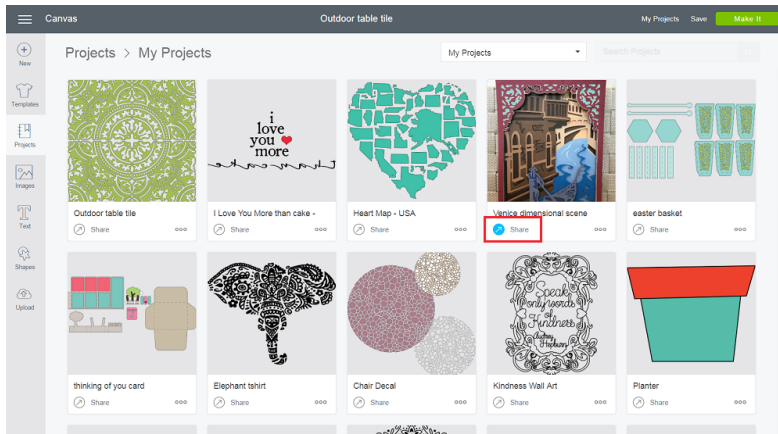 Canvas
Outdoor table tile
My Projects
Save
Make It
New
Templates
Projects
Images
Text
Shapes
Upload
Projects > My Projects
My Projects
Search Projects
i
love
you
more
Outdoor table tile
Share
I Love You More than cake -
Share
Heart Map - USA
Share
Venice dimensional scene
Share
easter basket
Share
Speak
only words
of
Kindness
Audrey
Hepburn
thinking of you card
Share
Elephant tshirt
Share
Chair Decal
Share
Kindness Wall Art
Share
Planter
Share